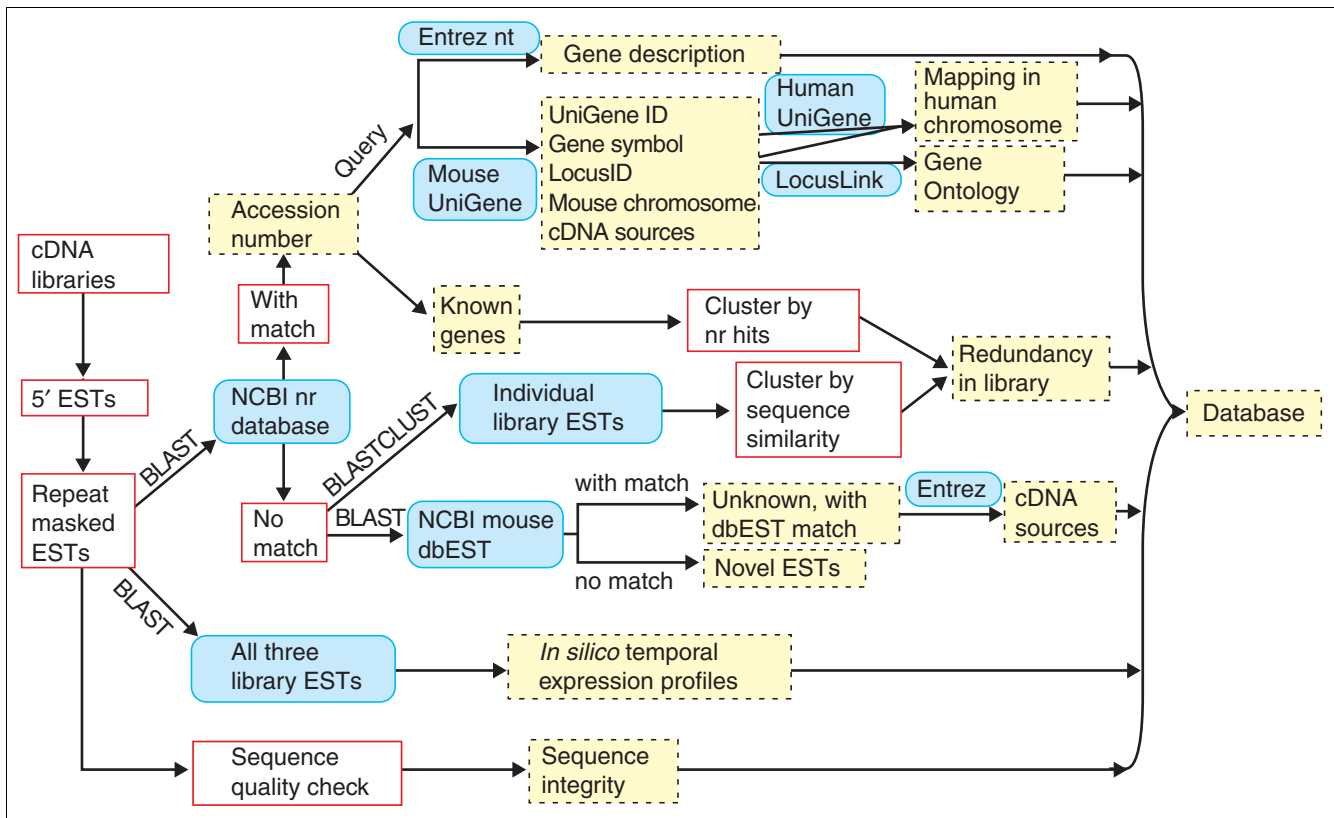 Entrez nt
Gene description
Human
UniGene
Mapping in
human
chromosome
UniGene ID
Gene symbol
LocusID
Mouse chromosome
cDNA sources
Query
Mouse
UniGene
LocusLink
Gene
Ontology
Accession
number
cDNA
libraries
With
match
Known
genes
Cluster by
nr hits
Redundancy
in library
5′ ESTs
NCBI nr
database
Individual
library ESTs
Cluster by
sequence
similarity
Database
BLAST
BLASTCLUST
Repeat
masked
ESTs
No
match
BLAST
NCBI mouse
dbEST
with match
no match
Unknown, with
dbEST match
Entrez
cDNA
sources
Novel ESTs
BLAST
All three
library ESTs
In silico temporal
expression profiles
Sequence
quality check
Sequence
integrity